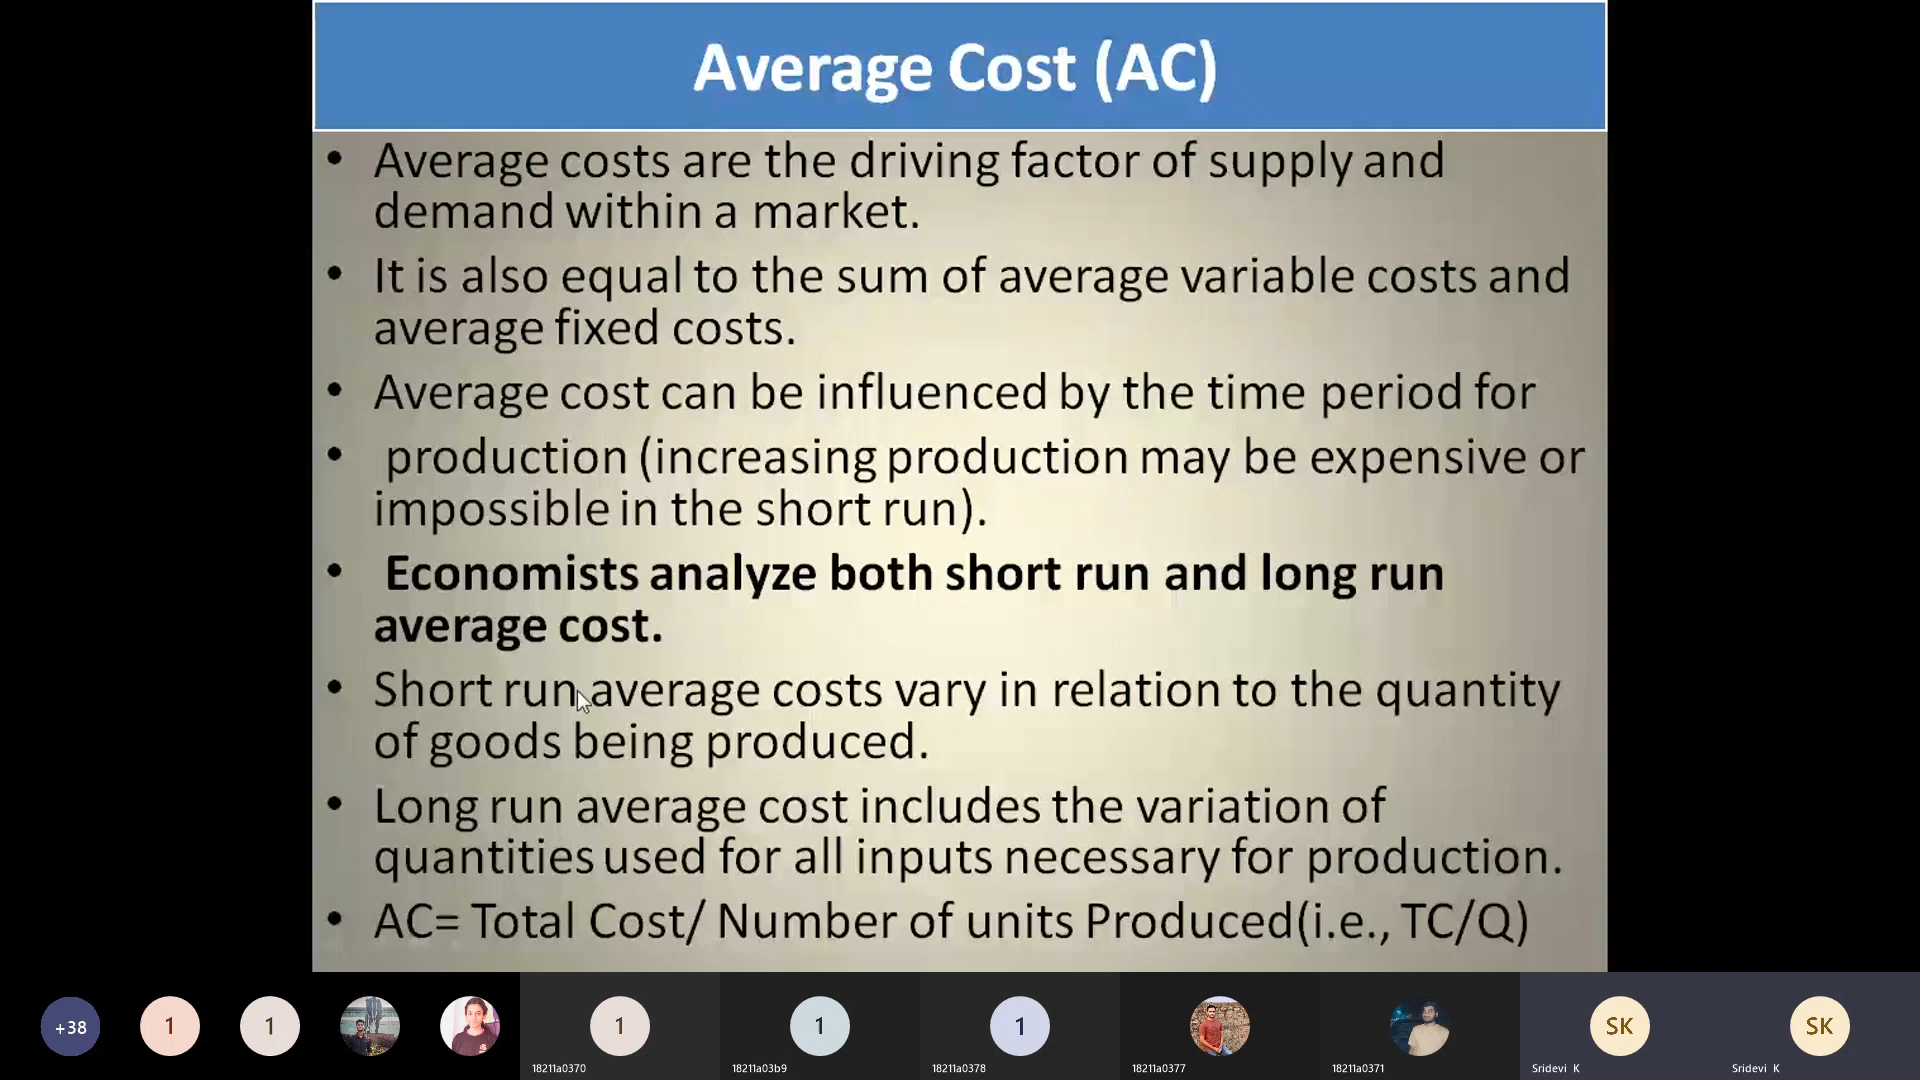 Average Cost (AC)
• Average costs are the driving factor of supply and
demand within a market.
• It is also equal to the sum of average variable costs and
average fixed costs.
• Average cost can be influenced by the time period for
• production (increasing production may be expensive or
impossible in the short run).
• Economists analyze both short run and long run
average cost.
• Short run average costs vary in relation to the quantity
of goods being produced.
• Long run average cost includes the variation of
quantities used for all inputs necessary for production.
• AC= Total Cost/ Number of units Produced(i.e., TC/Q)
+38 1 1 1 1 1 SK SK
18211a0370 18211a03b9 18211a0378 18211a0377 18211a0371 Sridevi K Sridevi K